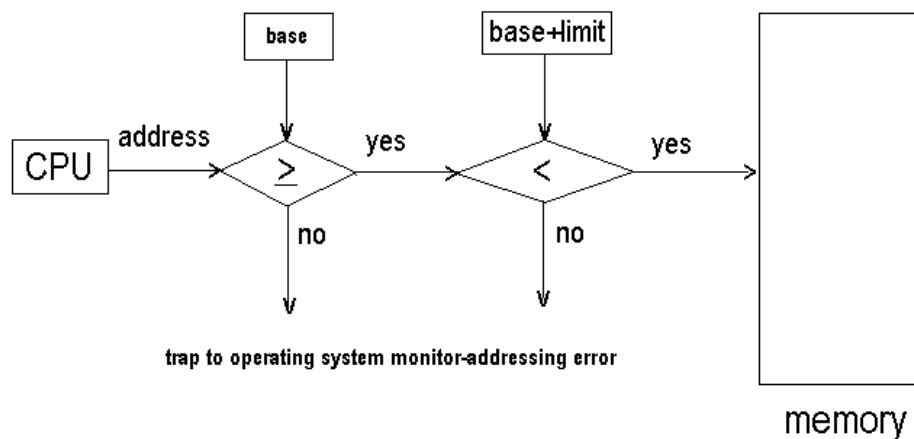 base
base+limit
address
yes
yes
CPU
≥
<
no
no
trap to operating system monitor-addressing error
memory